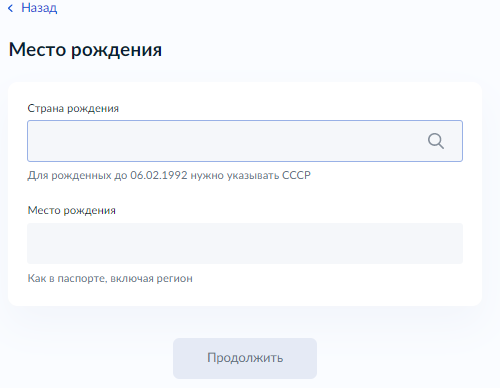 Назад
Место рождения
Страна рождения
Для рожденных до 06.02.1992 нужно указывать СССР
Место рождения
Как в паспорте, включая регион
Продолжить